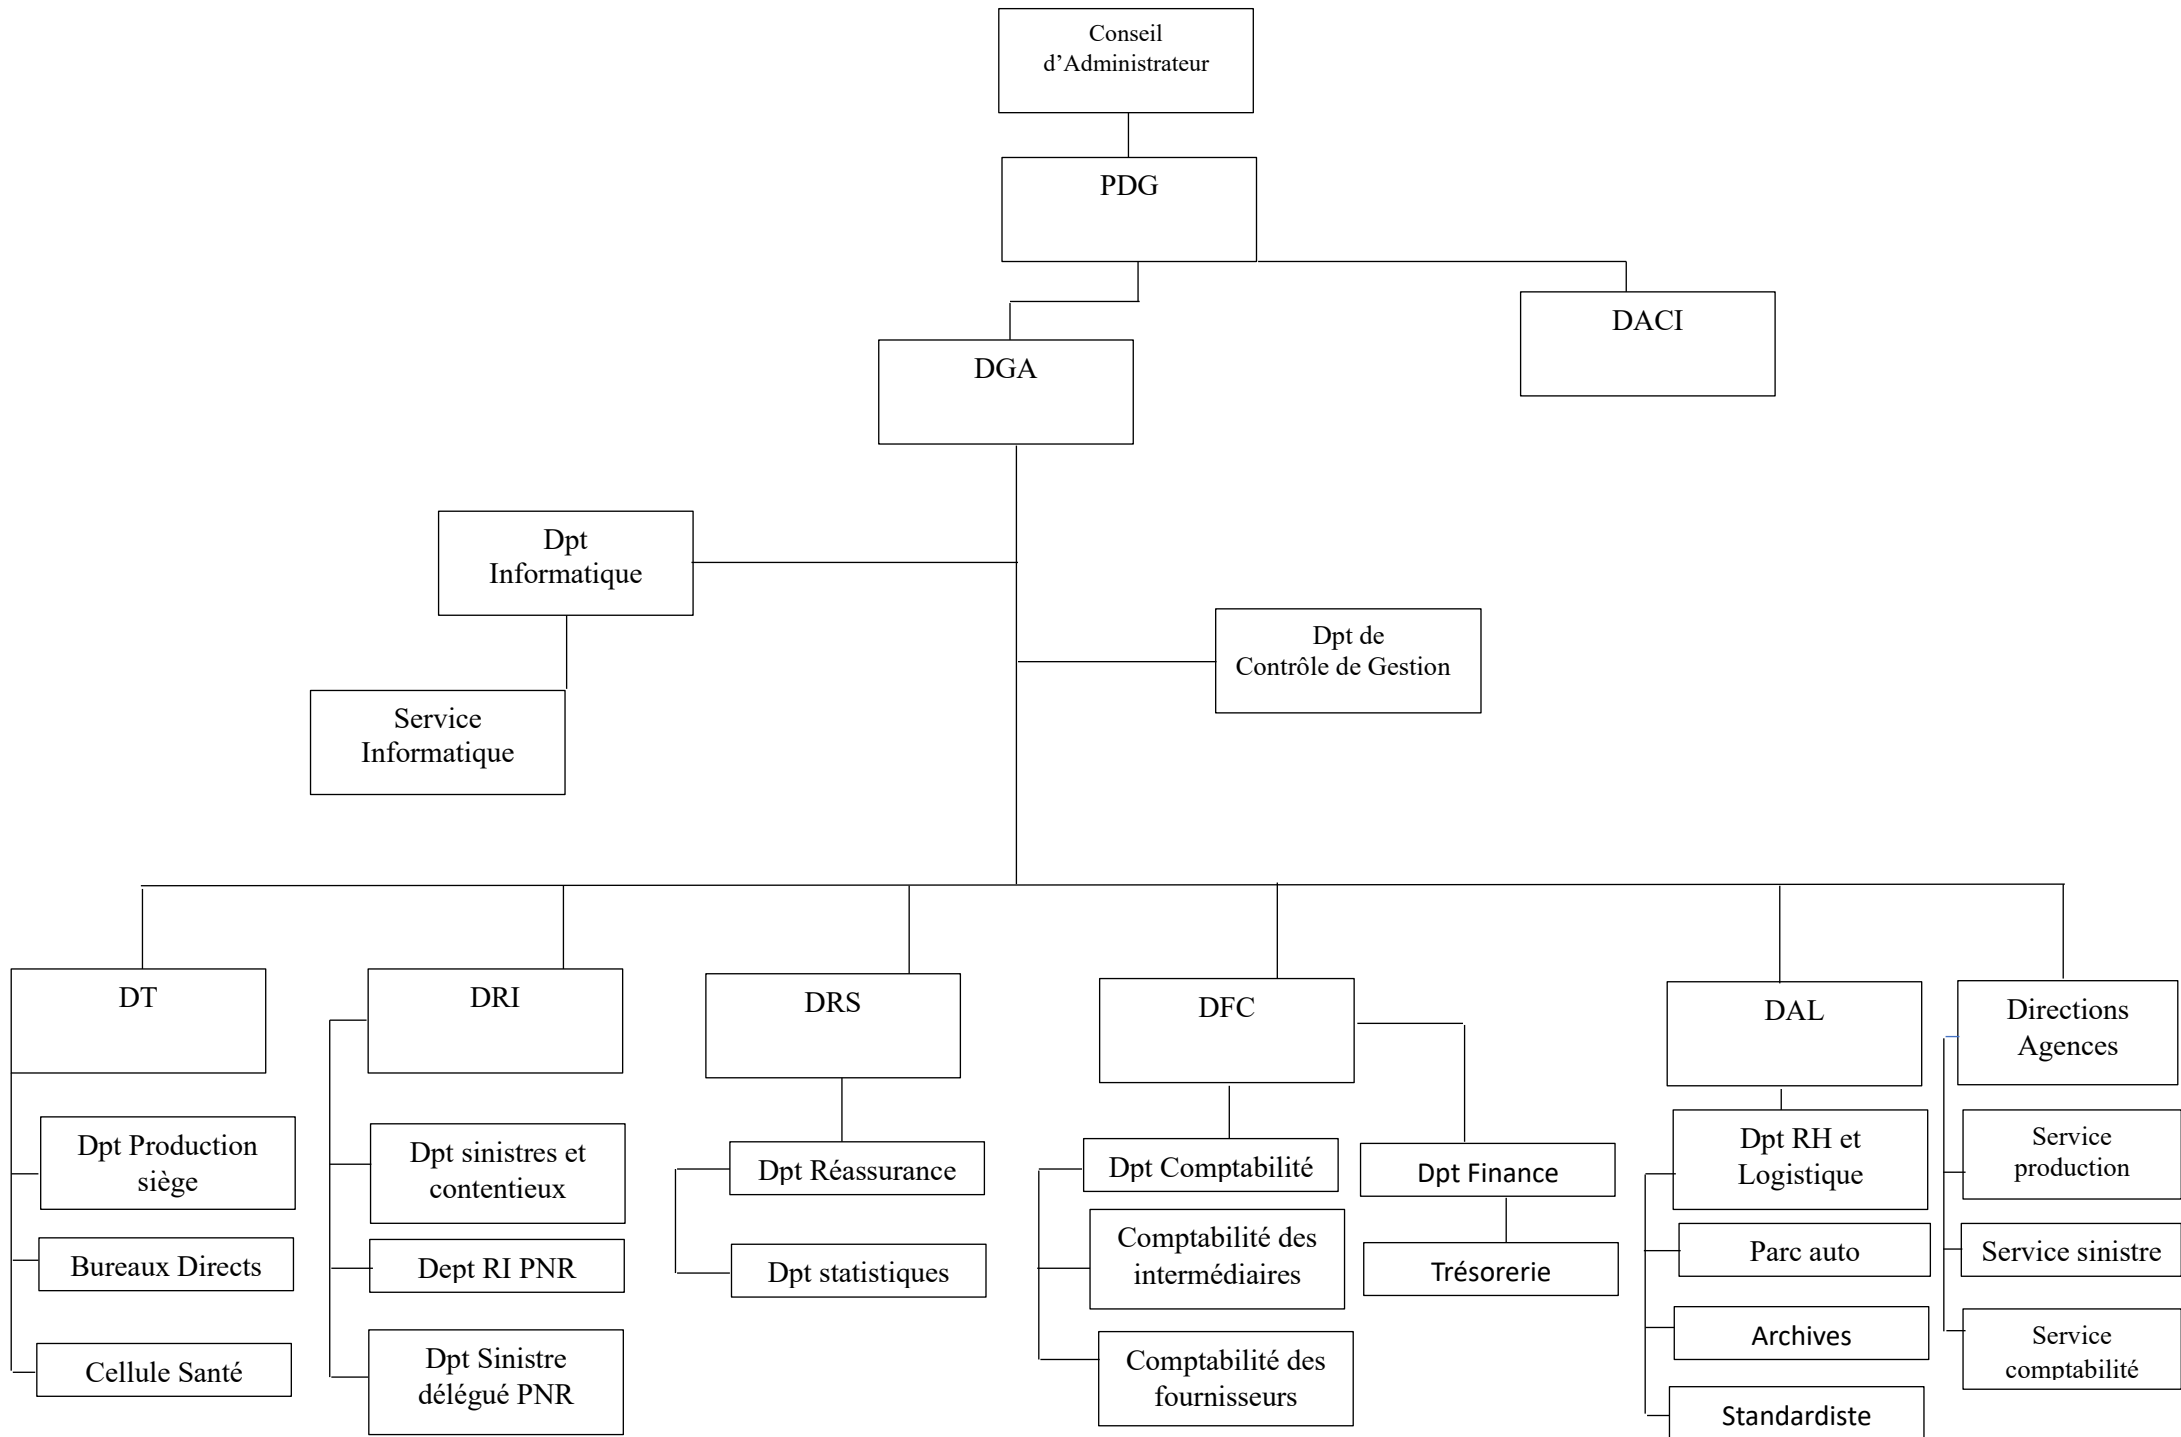 Conseil
d’Administrateur
PDG
DACI
DGA
Dpt
Informatique
Dpt de
Contrôle de Gestion
Service
Informatique
DT
DRI
DRS
DFC
DAL
Directions
Agences
Dpt Production
siège
Bureaux Directs
Cellule Santé
Dpt sinistres et
contentieux
Dept RI PNR
Dpt Sinistre
délégué PNR
Dpt Réassurance
Dpt statistiques
Dpt Comptabilité
Comptabilité des
intermédiaires
Comptabilité des
fournisseurs
Dpt Finance
Trésorerie
Dpt RH et
Logistique
Parc auto
Archives
Standardiste
Service
production
Service sinistre
Service
comptabilité